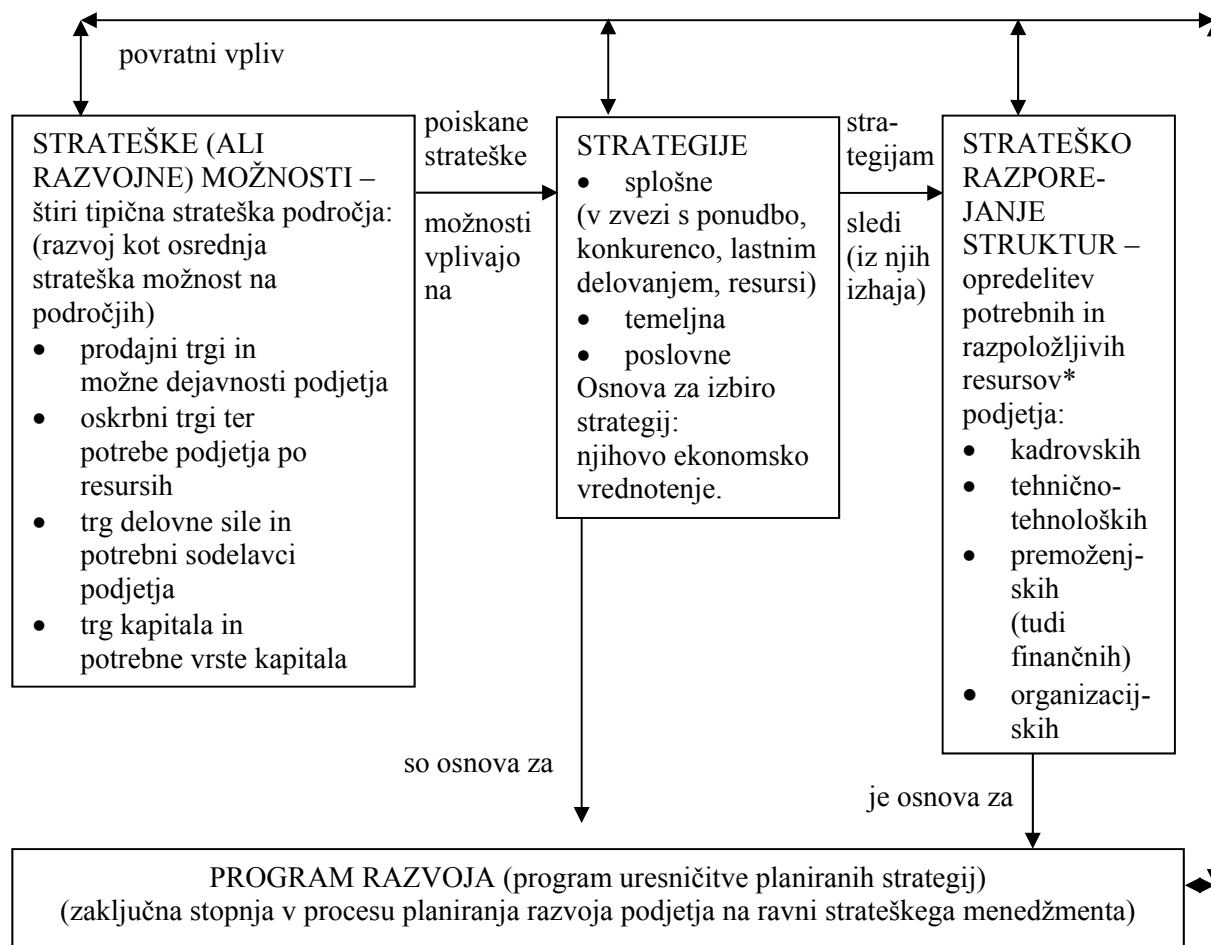 povratni vpliv
STRATEŠKE (ALI
RAZVOJNE) MOŽNOSTI –
štiri tipična strateška področja:
(razvoj kot osrednja
strateška možnost na
področjih)
• prodajni trgi in
možne dejavnosti podjetja
• oskrbni trgi ter
potrebe podjetja po
resursih
• trg delovne sile in
potrebni sodelavci
podjetja
• trg kapitala in
potrebne vrste kapitala
poiskane
strateške
možnosti
vplivajo
na
STRATEGIJE
• splošne
(v zvezi s ponudbo,
konkurenco, lastnim
delovanjem, resursi)
• temeljna
• poslovne
Osnova za izbiro
strategij:
njihovo ekonomsko
vrednotenje.
stra-
tegijam
sledi
(iz njih
izhaja)
STRATEŠKO
RAZPORE-
JANJE
STRUKTUR –
opredelitev
potrebnih in
razpoložljivih
resursov*
podjetja:
• kadrovskih
• tehnično-
tehnoloških
• premoženj-
skih
(tudi
finančnih)
• organizacij-
skih
so osnova za
je osnova za
PROGRAM RAZVOJA (program uresničitve planiranih strategij)
(zaključna stopnja v procesu planiranja razvoja podjetja na ravni strateškega menedžmenta)